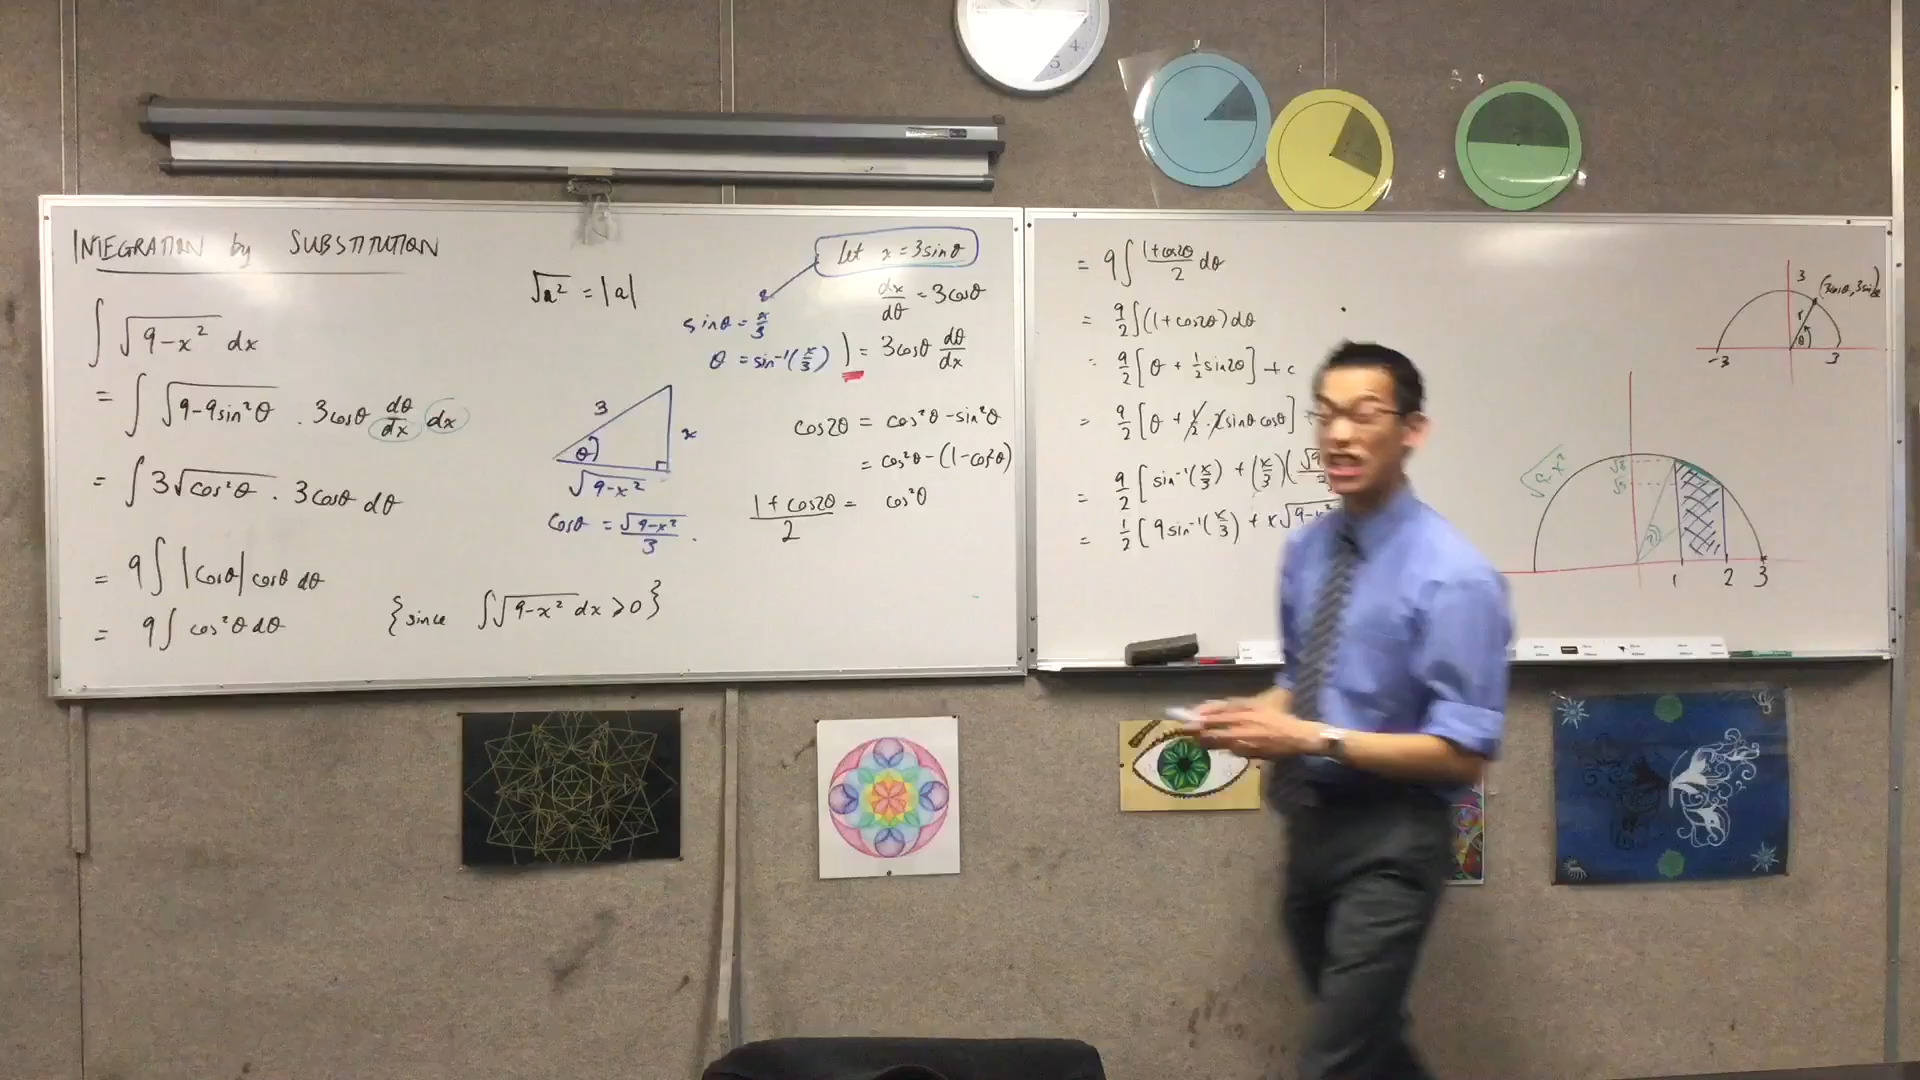 INTEGRATION by SUBSTITUTION
∫ √(9-x²) dx
= ∫ √(9-9sin²θ) . 3cosθ dθ/dx dx
= ∫ 3√(cos²θ) . 3cosθ dθ
= 9∫ |cosθ| cosθ dθ
= 9∫ cos²θ dθ
{since ∫√(9-x²) dx ⩾ 0}
√(a²) = |a|
Let x = 3sinθ
dx/dθ = 3cosθ
sinθ = x/3
θ = sin⁻¹(x/3)
= 3cosθ dθ/dx
3
θ
x
√(9-x²)
cosθ = √(9-x²)/3 .
cos2θ = cos²θ - sin²θ
= cos²θ - (1-cos²θ)
(1 + cos2θ)/2 = cos²θ
= 9∫ (1+cos2θ)/2 dθ
= 9/2 ∫(1+cos2θ)dθ
= 9/2 [θ + 1/2 sin2θ] + c
= 9/2 [θ + 1/2 . 2sinθcosθ]
= 9/2 [sin⁻¹(x/3) + (x/3)(√9
= 1/2 [9sin⁻¹(x/3) + x√(9-x²
3
(3cosθ, 3sinθ)
r
θ
-3 3
√(9-x²)
√8
√5
1 2 3